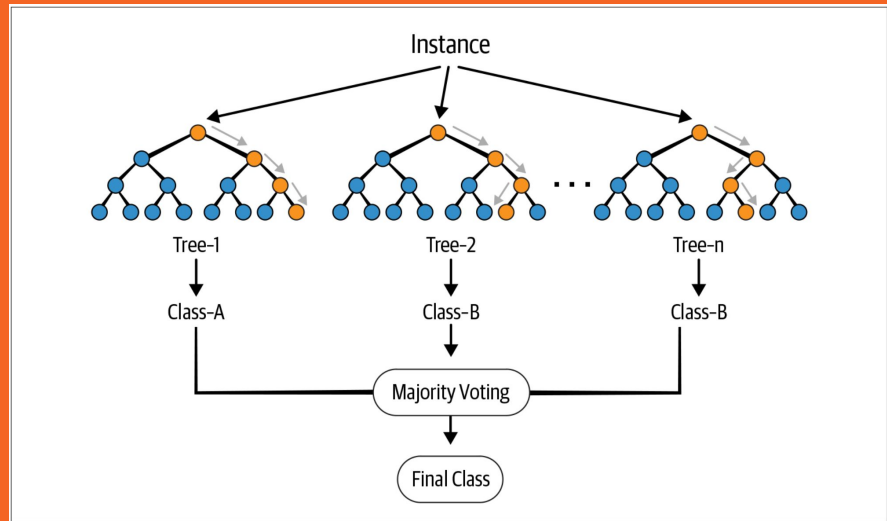 Instance
. . .
Tree-1
Tree-2
Tree-n
Class-A
Class-B
Class-B
Majority Voting
Final Class